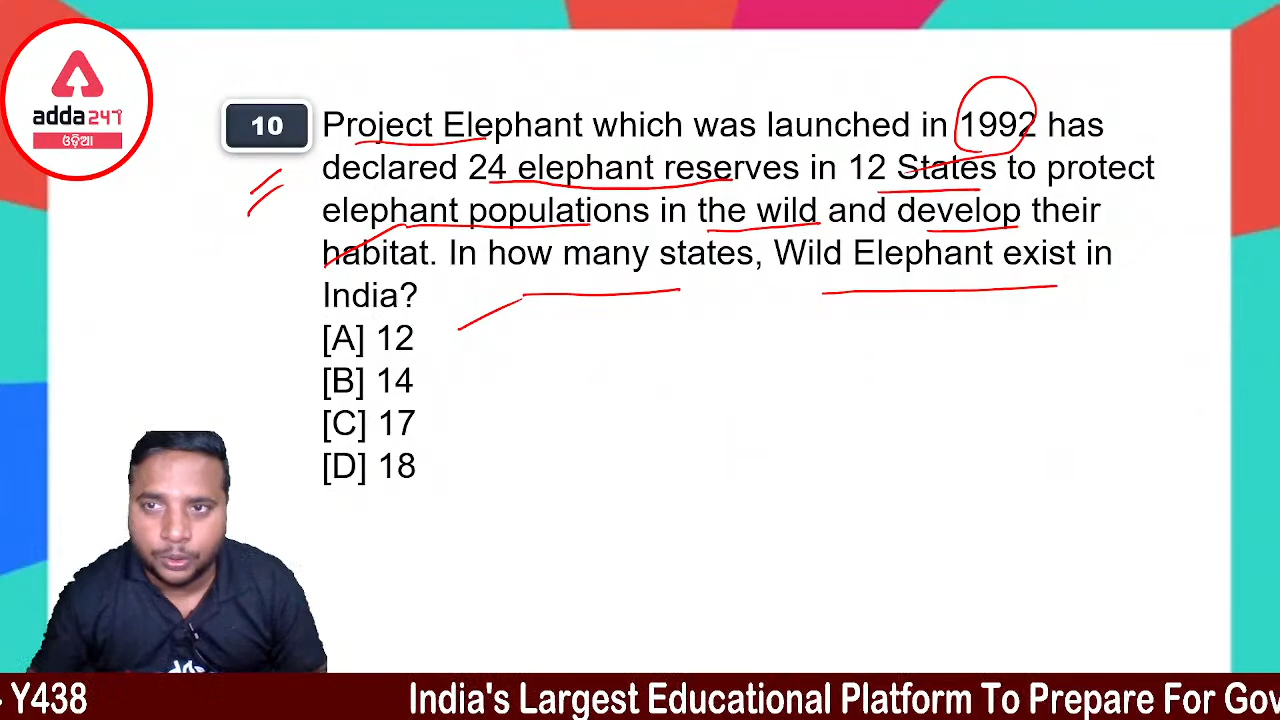 adda247
ଓଡ଼ିଆ
10
Project Elephant which was launched in 1992 has
declared 24 elephant reserves in 12 States to protect
elephant populations in the wild and develop their
habitat. In how many states, Wild Elephant exist in
India?
[A] 12
[B] 14
[C] 17
[D] 18
- Y438
India's Largest Educational Platform To Prepare For Gov